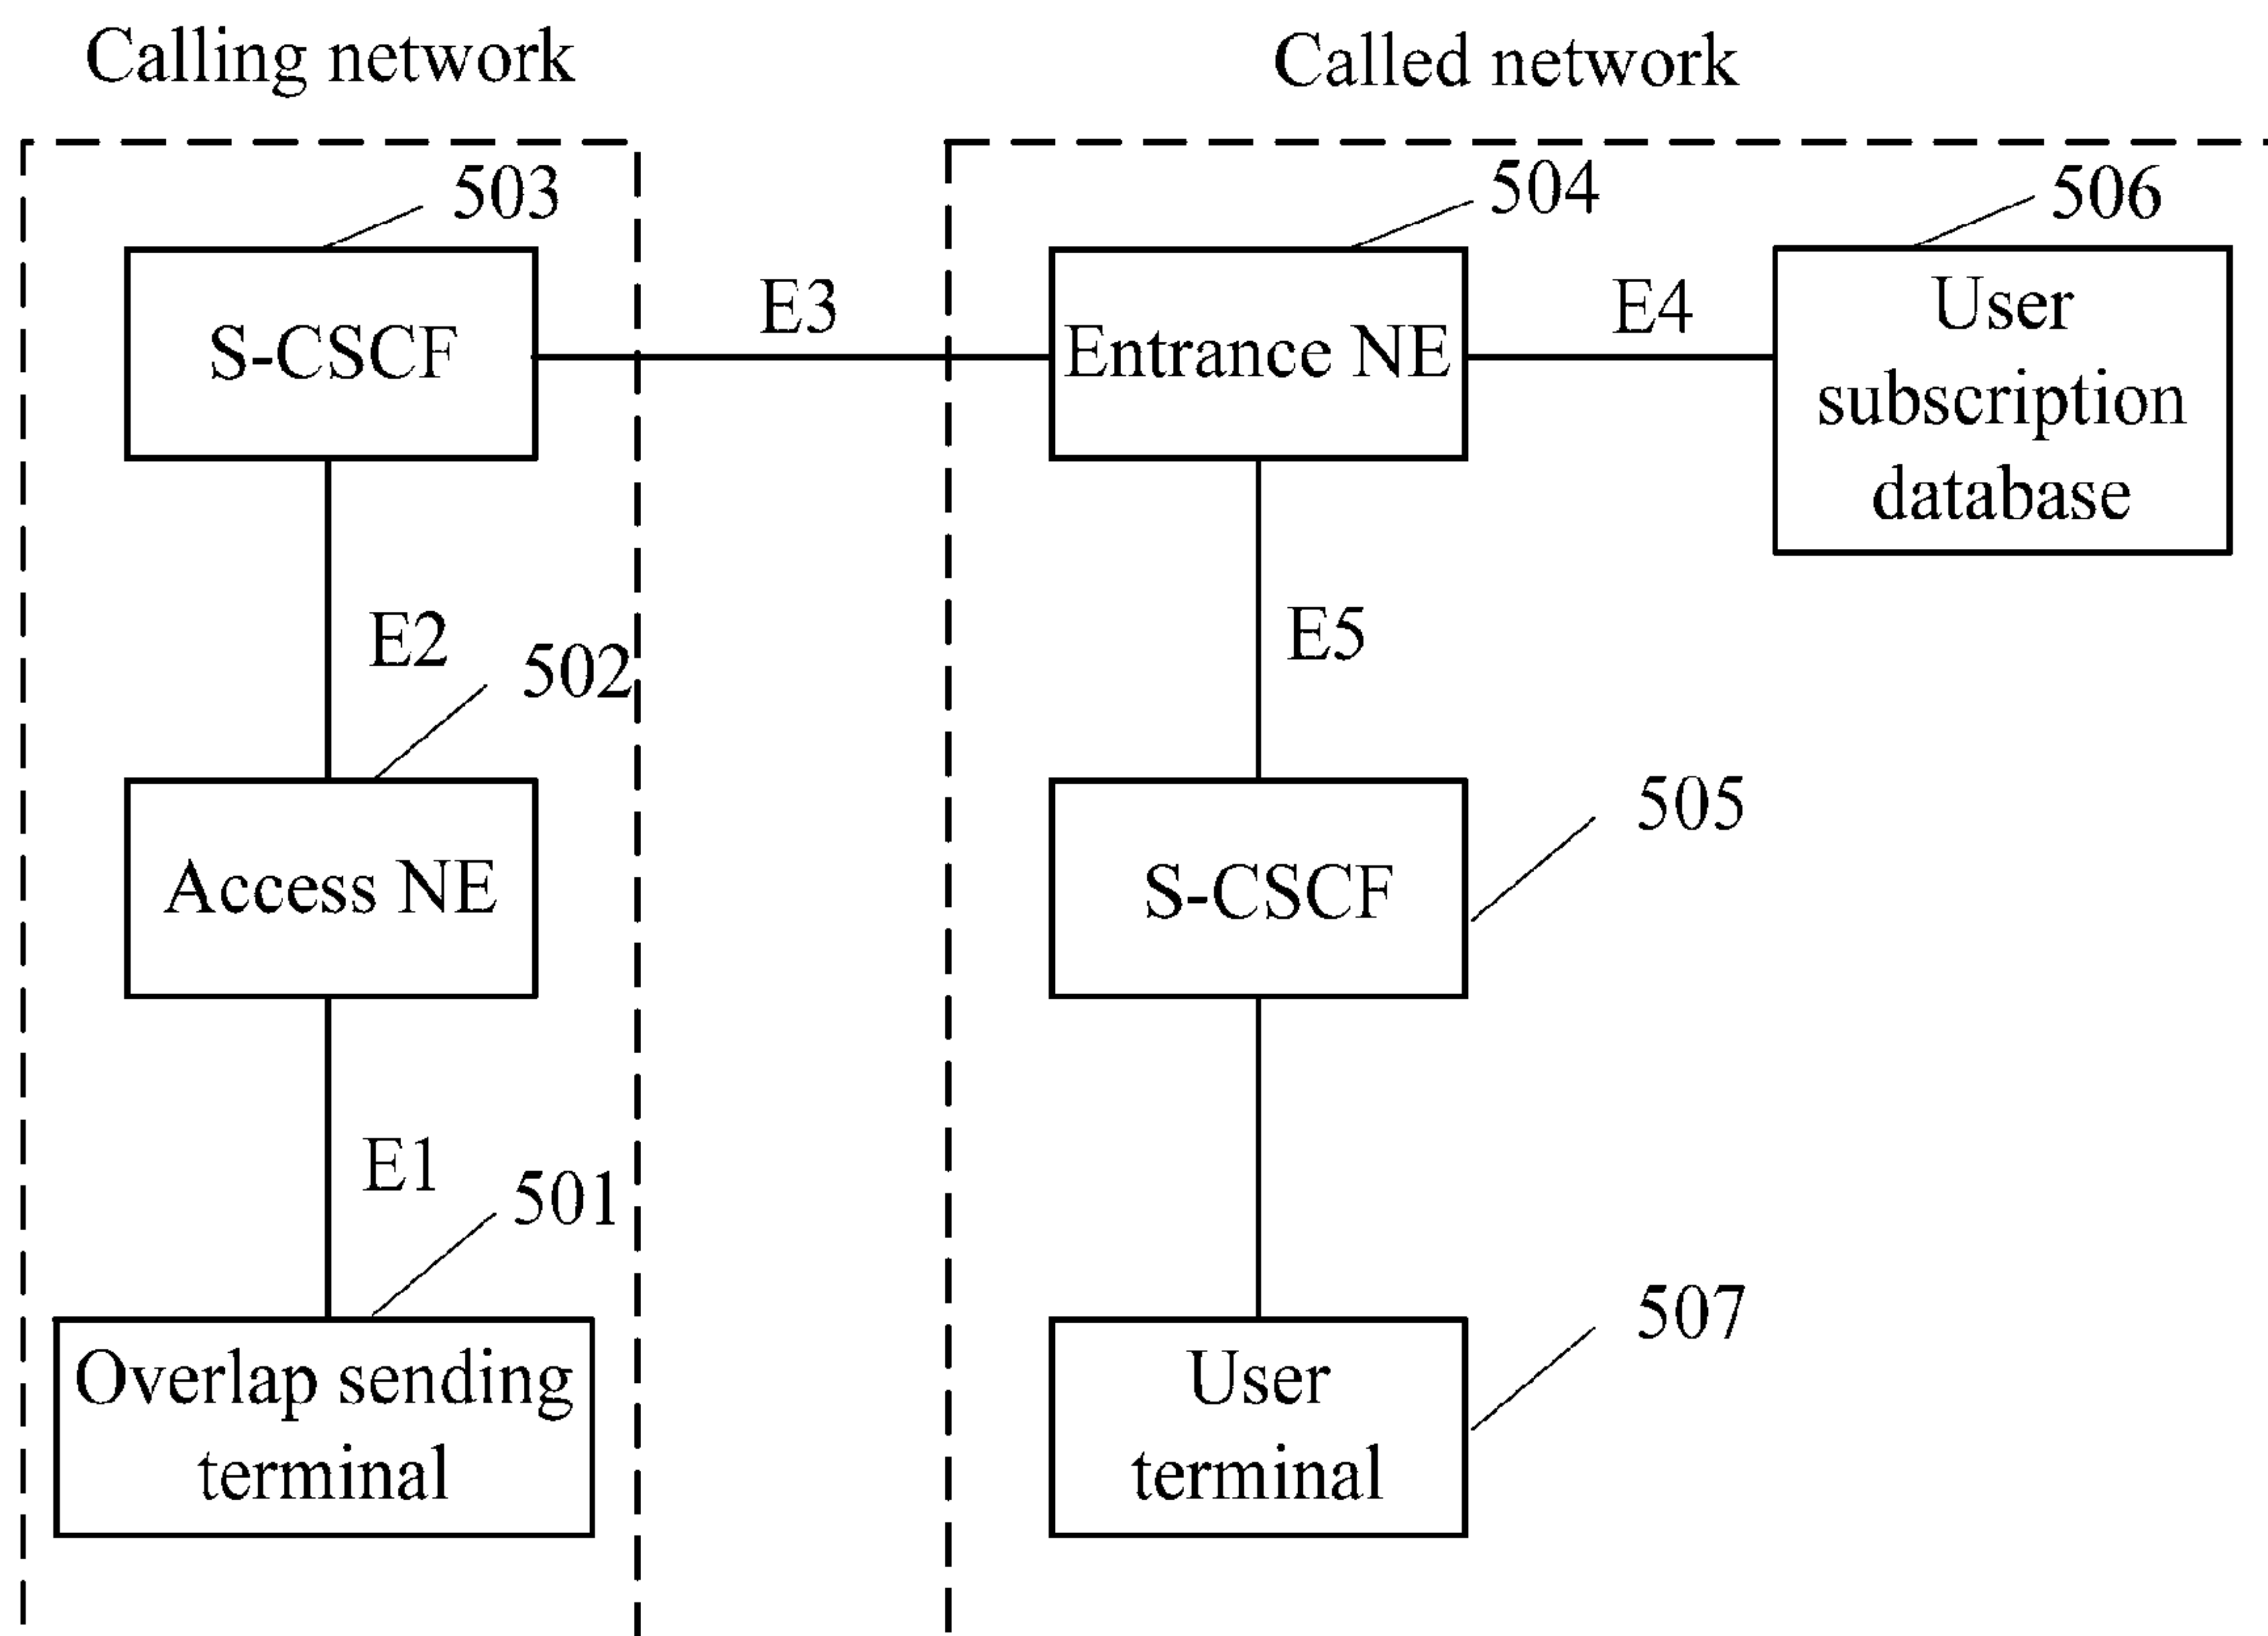 Calling network
Called network
503
504
506
S-CSCF
E3
Entrance NE
E4
User
subscription
database
E2
502
E5
Access NE
505
S-CSCF
E1
501
Overlap sending
terminal
507
User
terminal